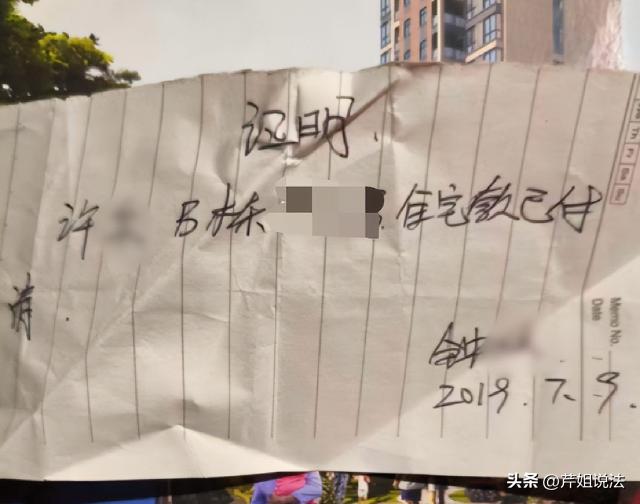 证明.
许 B栋 住宅款已付
清.
2019.7.9.
Memo No.
Date
头条 @芹姐说法